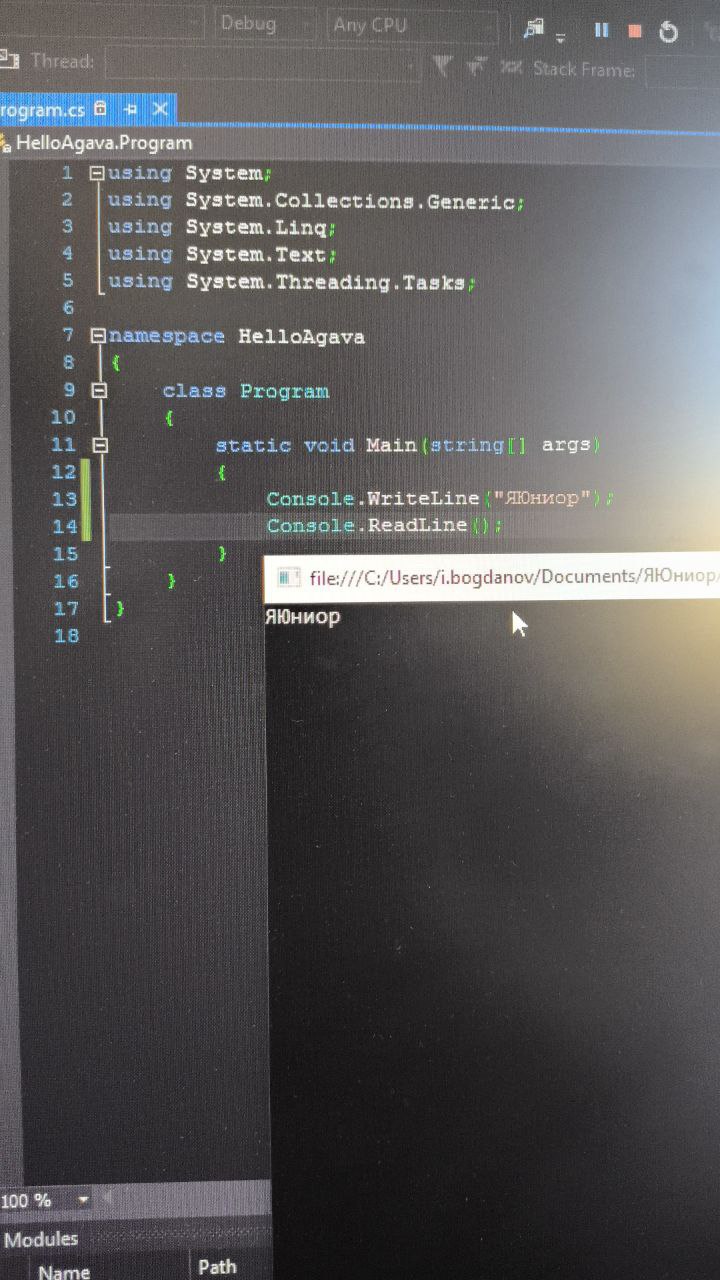 Debug Any CPU
Thread: Stack Frame:
rogram.cs
HelloAgava.Program
1 using System;
2 using System.Collections.Generic;
3 using System.Linq;
4 using System.Text;
5 using System.Threading.Tasks;
6
7 namespace HelloAgava
8 {
9 class Program
10 {
11 static void Main(string[] args)
12 {
13 Console.WriteLine("ЯЮниор");
14 Console.ReadLine();
15 }
16 }
17 }
18
file:///C:/Users/i.bogdanov/Documents/ЯЮниор/
ЯЮниор
100 %
Modules
Name Path